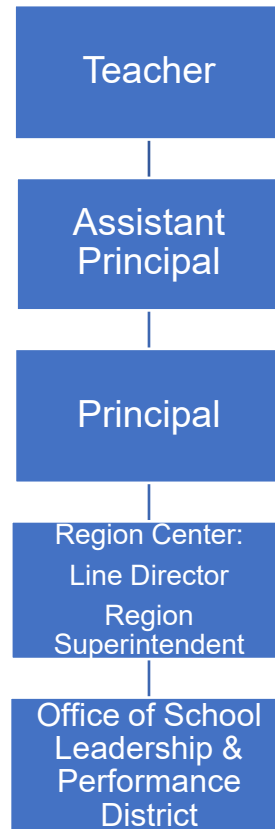 Teacher
Assistant
Principal
Principal
Region Center:
Line Director
Region
Superintendent
Office of School
Leadership &
Performance
District